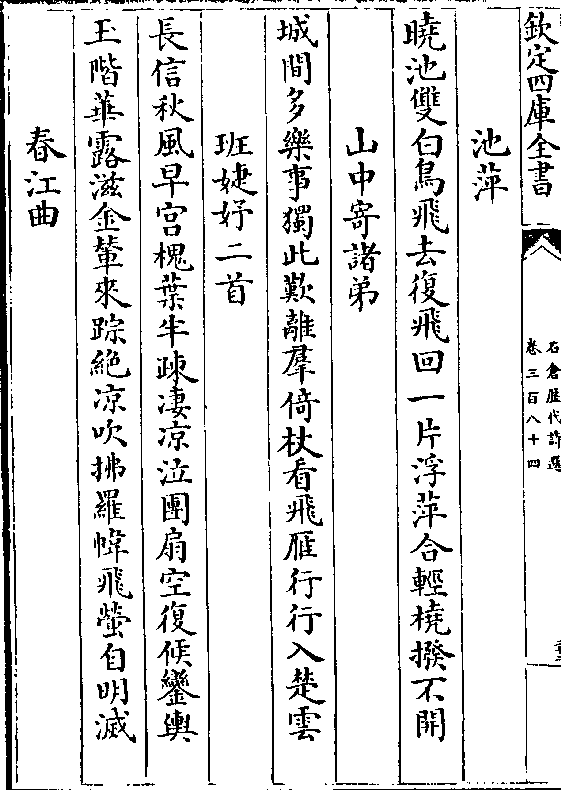 欽定四庫全書
石倉歷代詩選
卷三百八十四
池萍
曉池雙白鳥飛去復飛回一片浮萍合輕橈撥不開
山中寄諸弟
城間多樂事獨此歎離羣倚杖看飛雁行行入楚雲
班婕妤二首
長信秋風早宫槐葉半疎凄凉泣團扇空復候鑾輿
玉階華露滋金輦來踪絶凉吹拂羅幃飛螢自明滅
春江曲